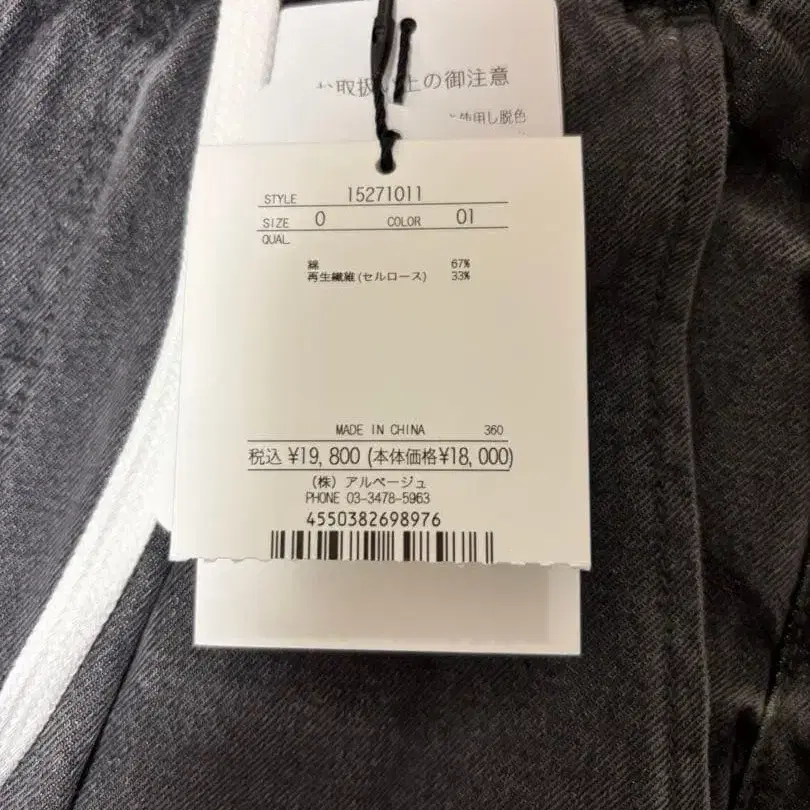 取扱い上の御注意
使用し脱色
STYLE 15271011
SIZE 0 COLOR 01
QUAL.
綿 67%
再生繊維(セルロース) 33%
MADE IN CHINA 360
税込 ¥19,800 (本体価格¥18,000)
(株) アルページュ
PHONE 03-3478-5963
4550382698976